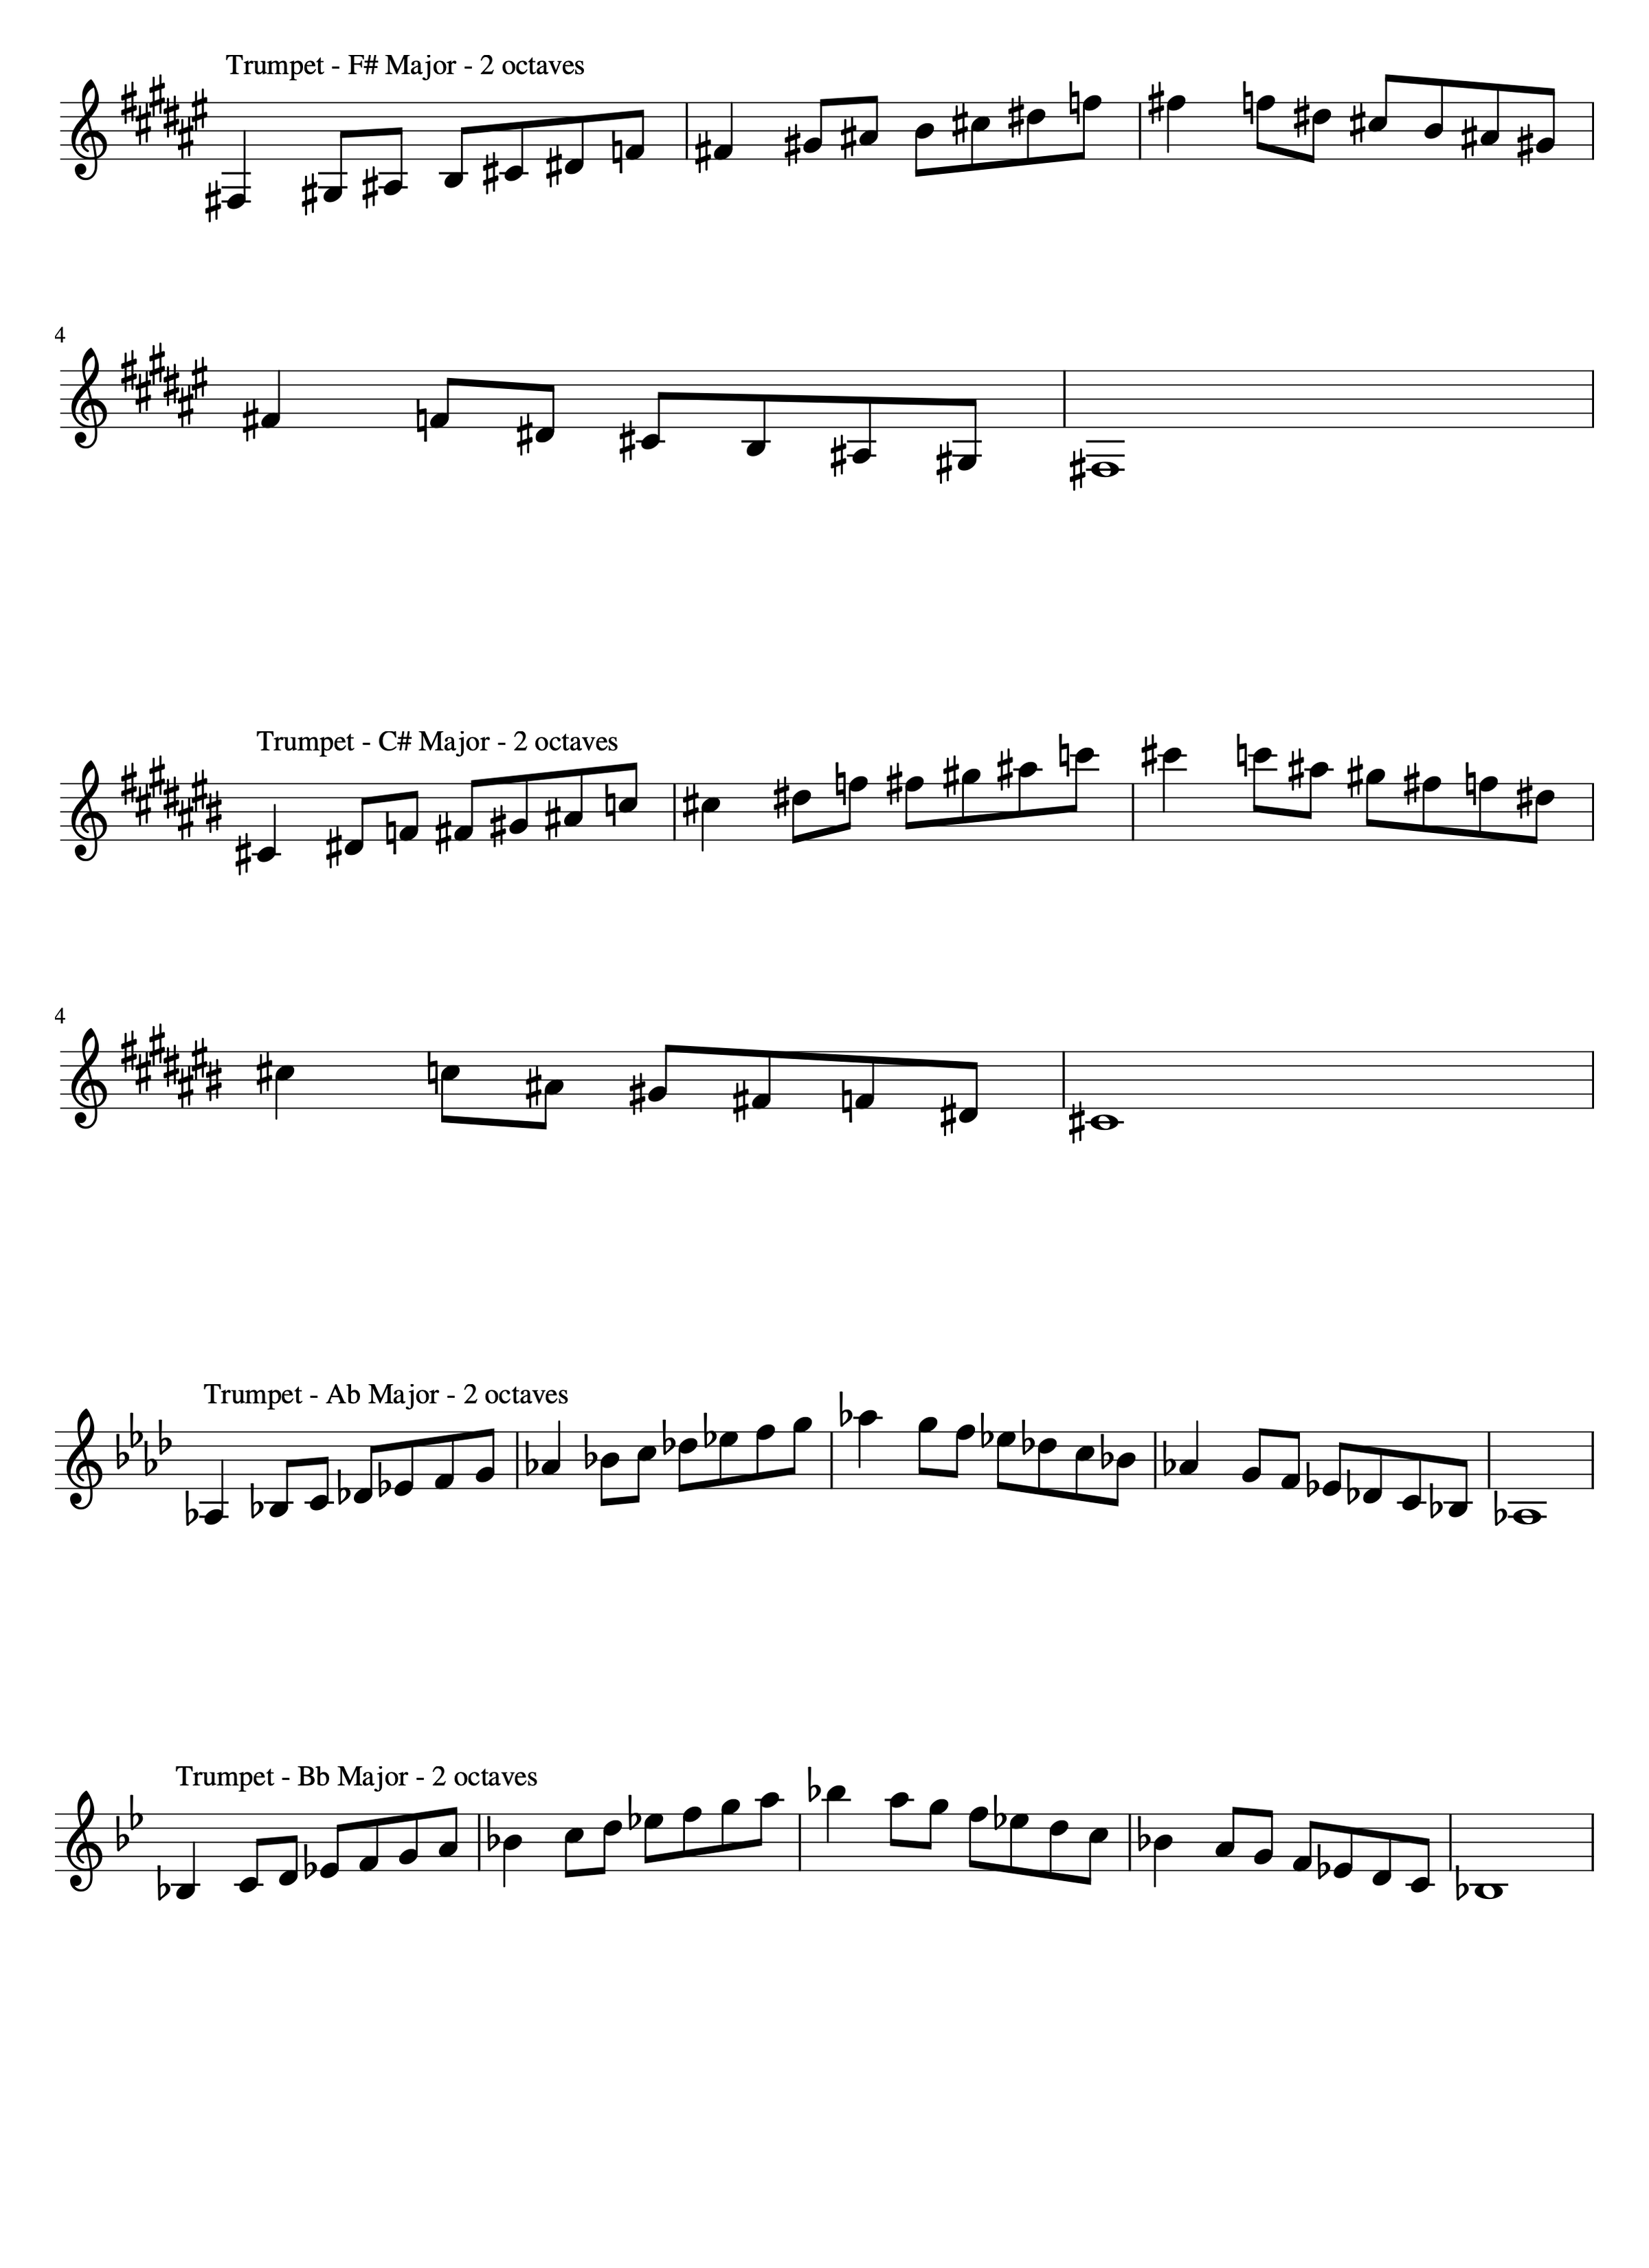 Trumpet - F# Major - 2 octaves
4
Trumpet - C# Major - 2 octaves
4
Trumpet - Ab Major - 2 octaves
Trumpet - Bb Major - 2 octaves